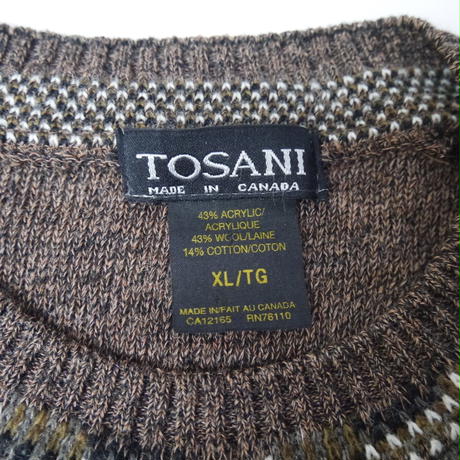 TOSANI
MADE IN CANADA
43% ACRYLIC/
ACRYLIQUE
43% WOOL/LAINE
14% COTTON/COTON
XL/TG
MADE IN/FAIT AU CANADA
CA12165 RN76110